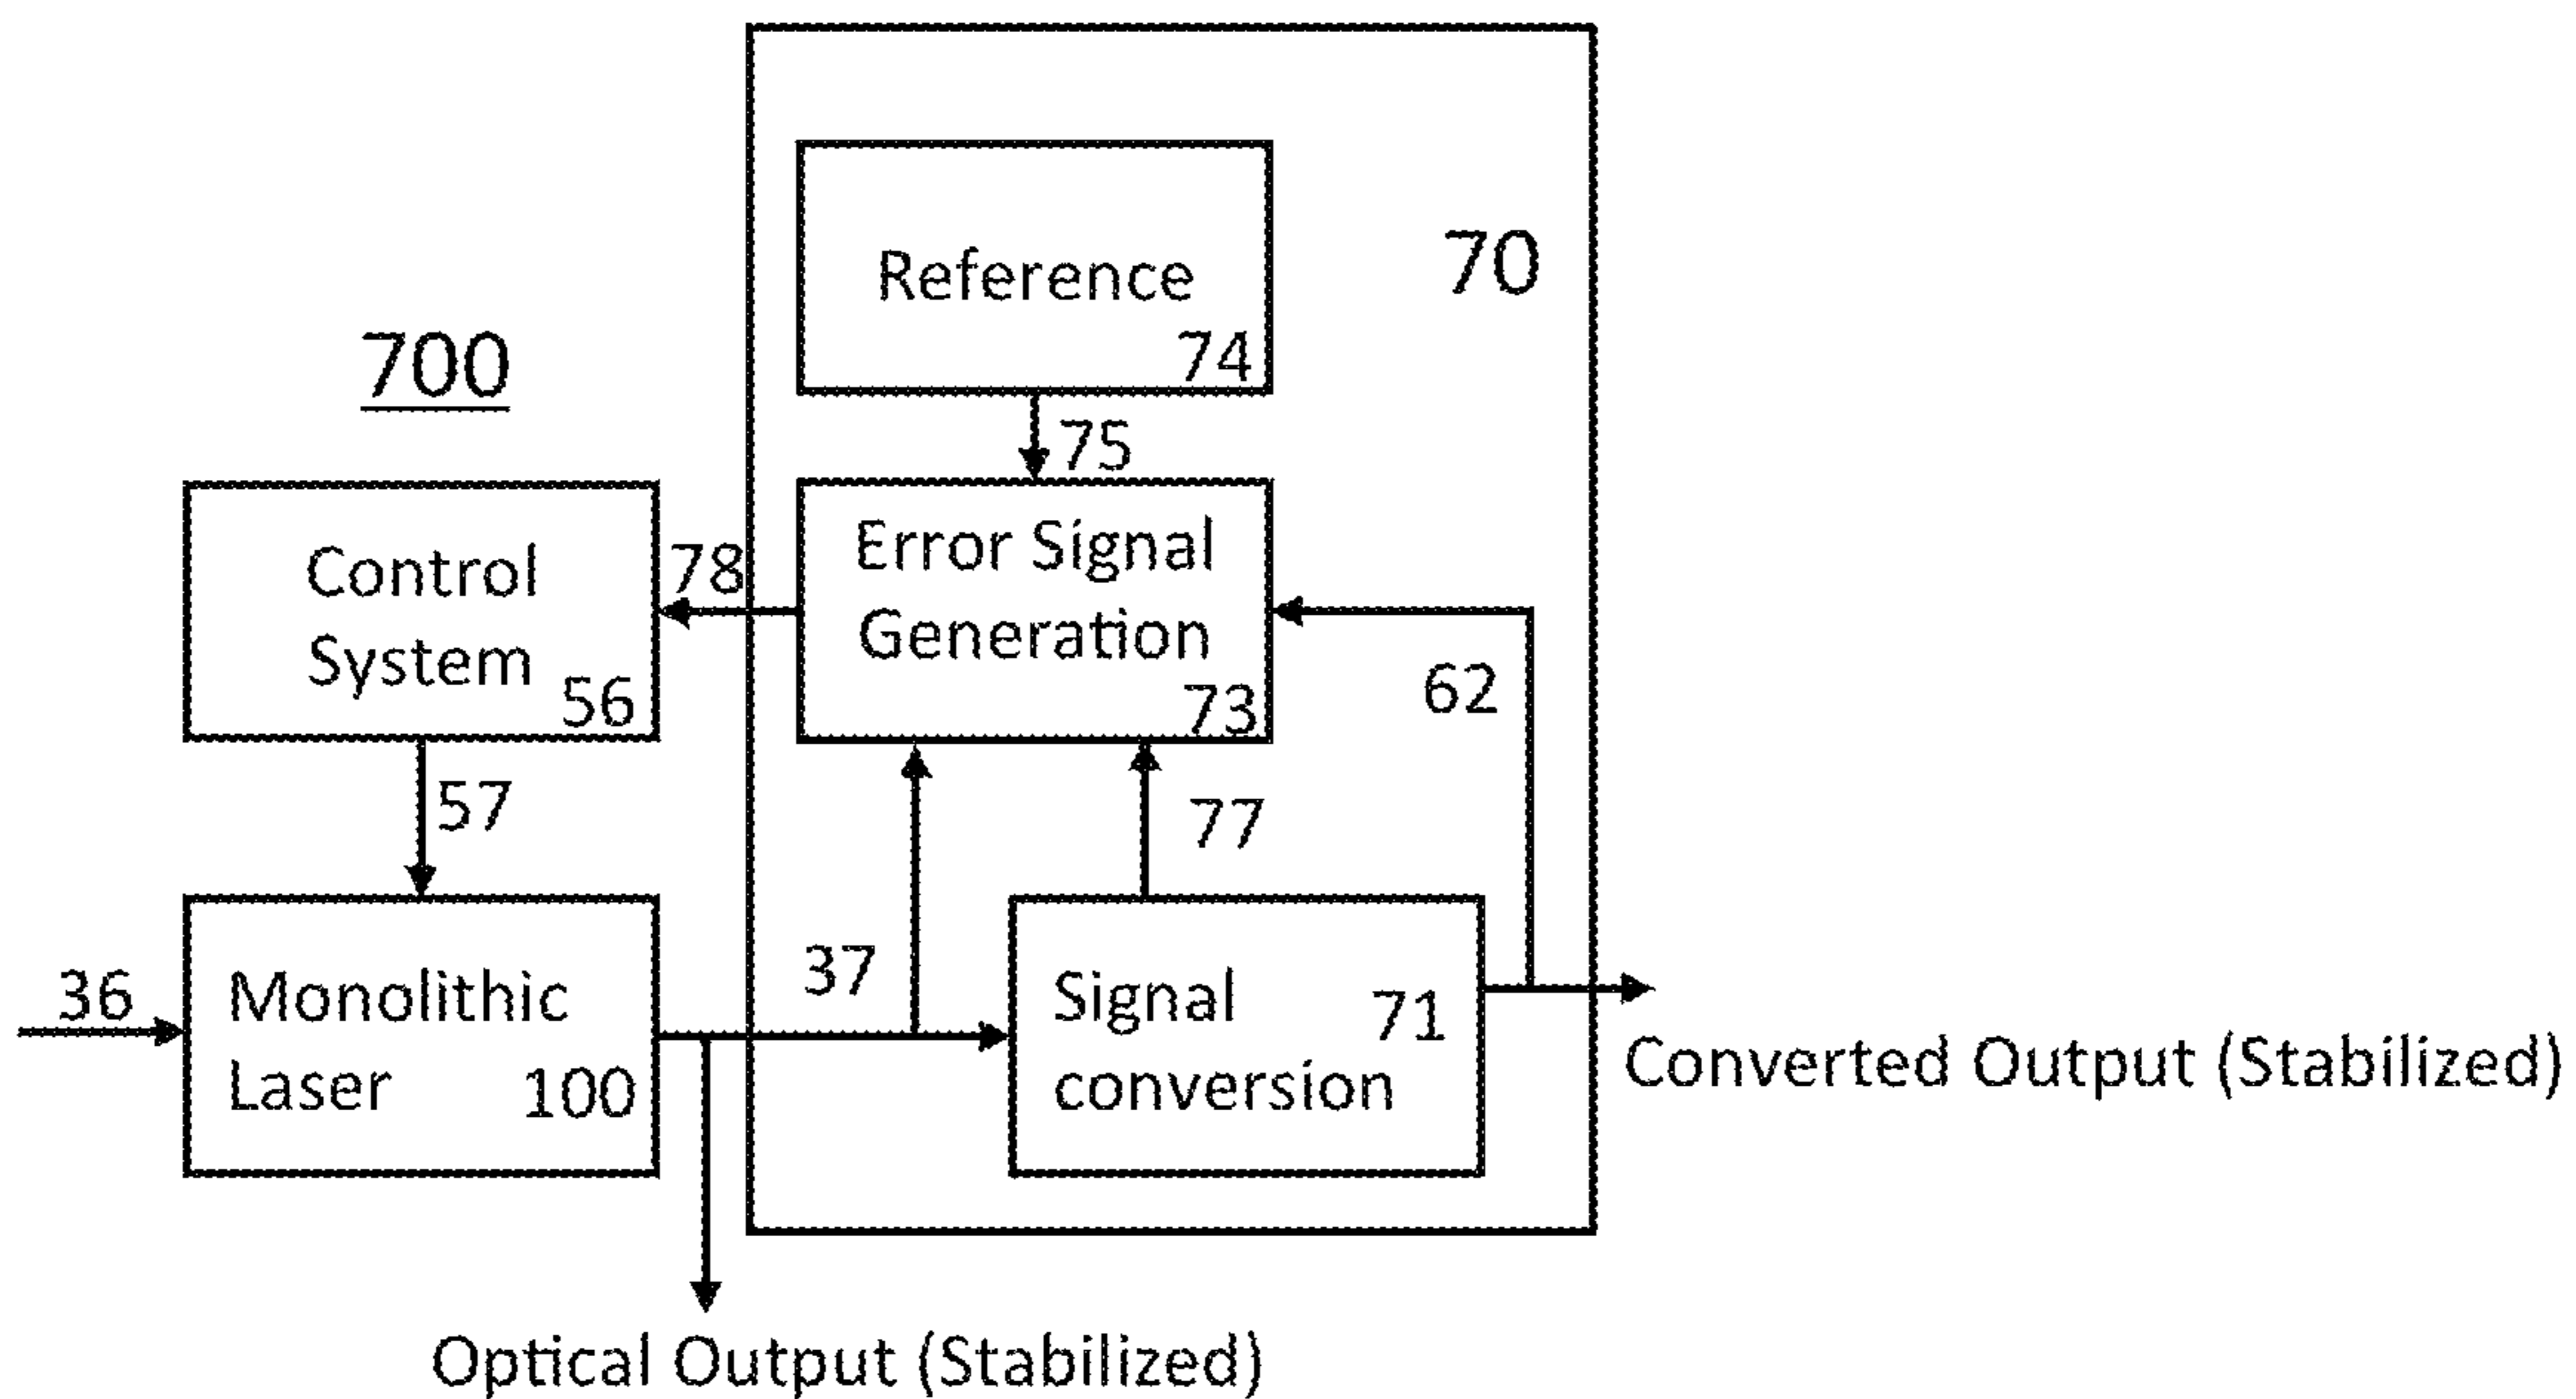 70
Reference
74
700
75
Control
System
56
78
Error Signal
Generation
73
62
57
77
36
Monolithic
Laser
100
37
Signal
conversion
71
Converted Output (Stabilized)
Optical Output (Stabilized)